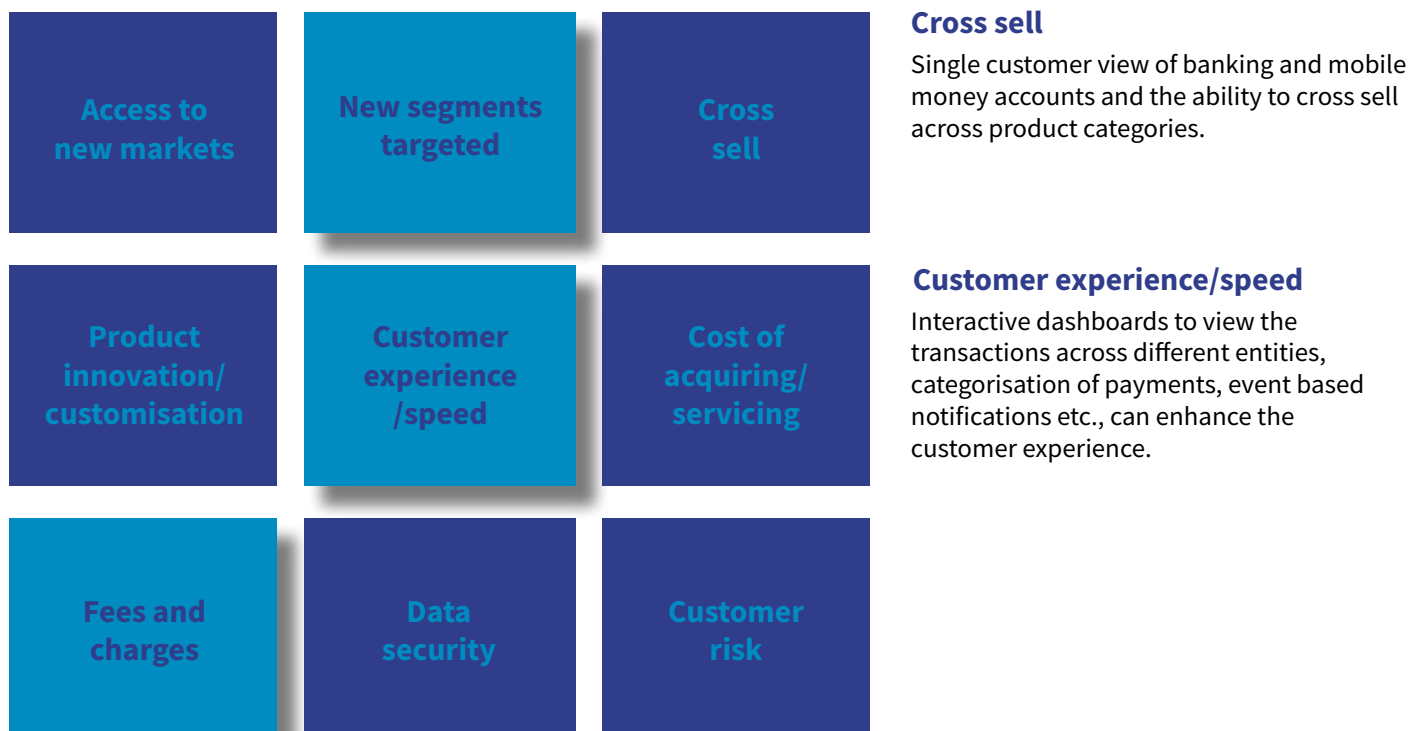 Access to
new markets
New segments
targeted
Cross
sell
Product
innovation/
customisation
Customer
experience
/speed
Cost of
acquiring/
servicing
Fees and
charges
Data
security
Customer
risk
Cross sell
Single customer view of banking and mobile
money accounts and the ability to cross sell
across product categories.
Customer experience/speed
Interactive dashboards to view the
transactions across different entities,
categorisation of payments, event based
notifications etc., can enhance the
customer experience.